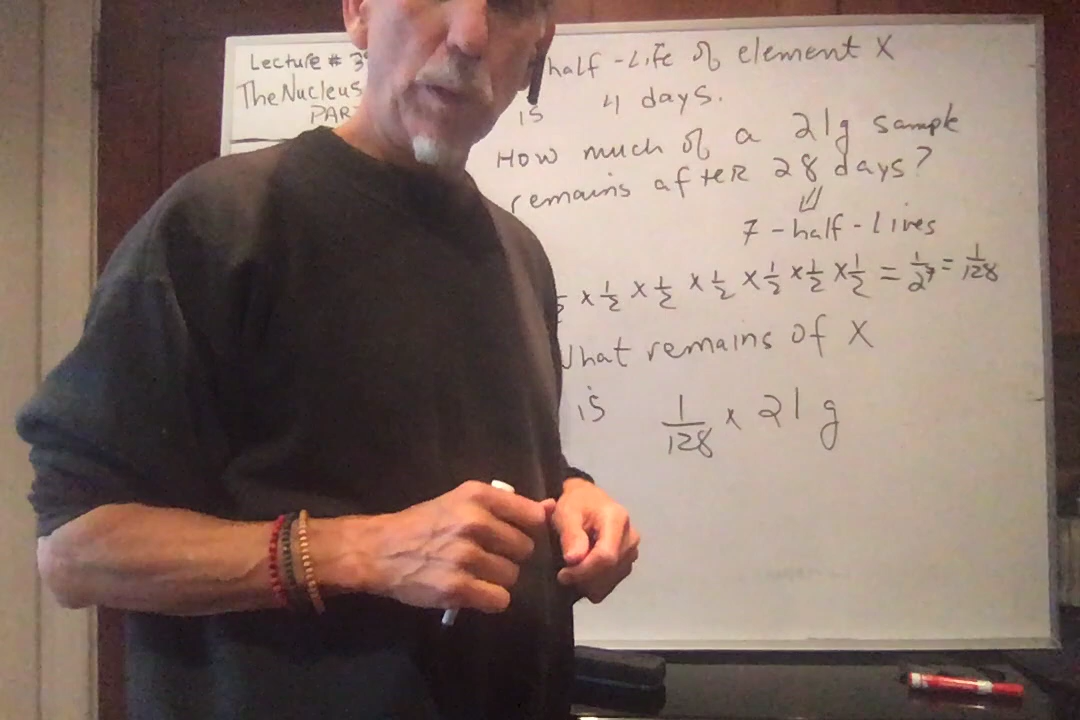 Lecture # 3
The Nucleus
PAR
half-Life of element X
is 4 days.
How much of a 21g sample
remains after 28 days?
7-half-Lives
× 1/2 × 1/2 × 1/2 × 1/2 × 1/2 × 1/2 = 1/2^7 = 1/128
What remains of X
is 1/128 × 21 g